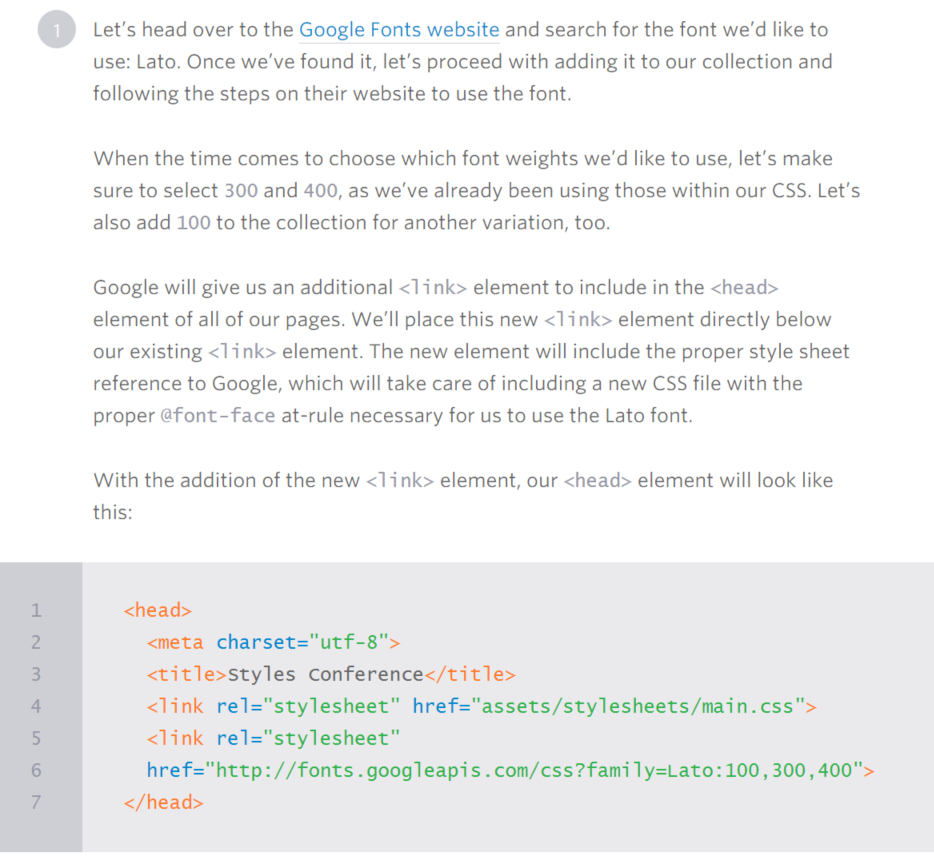 1
Let’s head over to the Google Fonts website and search for the font we’d like to
use: Lato. Once we’ve found it, let’s proceed with adding it to our collection and
following the steps on their website to use the font.
When the time comes to choose which font weights we’d like to use, let’s make
sure to select 300 and 400, as we’ve already been using those within our CSS. Let’s
also add 100 to the collection for another variation, too.
Google will give us an additional <link> element to include in the <head>
element of all of our pages. We’ll place this new <link> element directly below
our existing <link> element. The new element will include the proper style sheet
reference to Google, which will take care of including a new CSS file with the
proper @font-face at-rule necessary for us to use the Lato font.
With the addition of the new <link> element, our <head> element will look like
this:
1 <head>
2 <meta charset="utf-8">
3 <title>Styles Conference</title>
4 <link rel="stylesheet" href="assets/stylesheets/main.css">
5 <link rel="stylesheet"
6 href="http://fonts.googleapis.com/css?family=Lato:100,300,400">
7 </head>